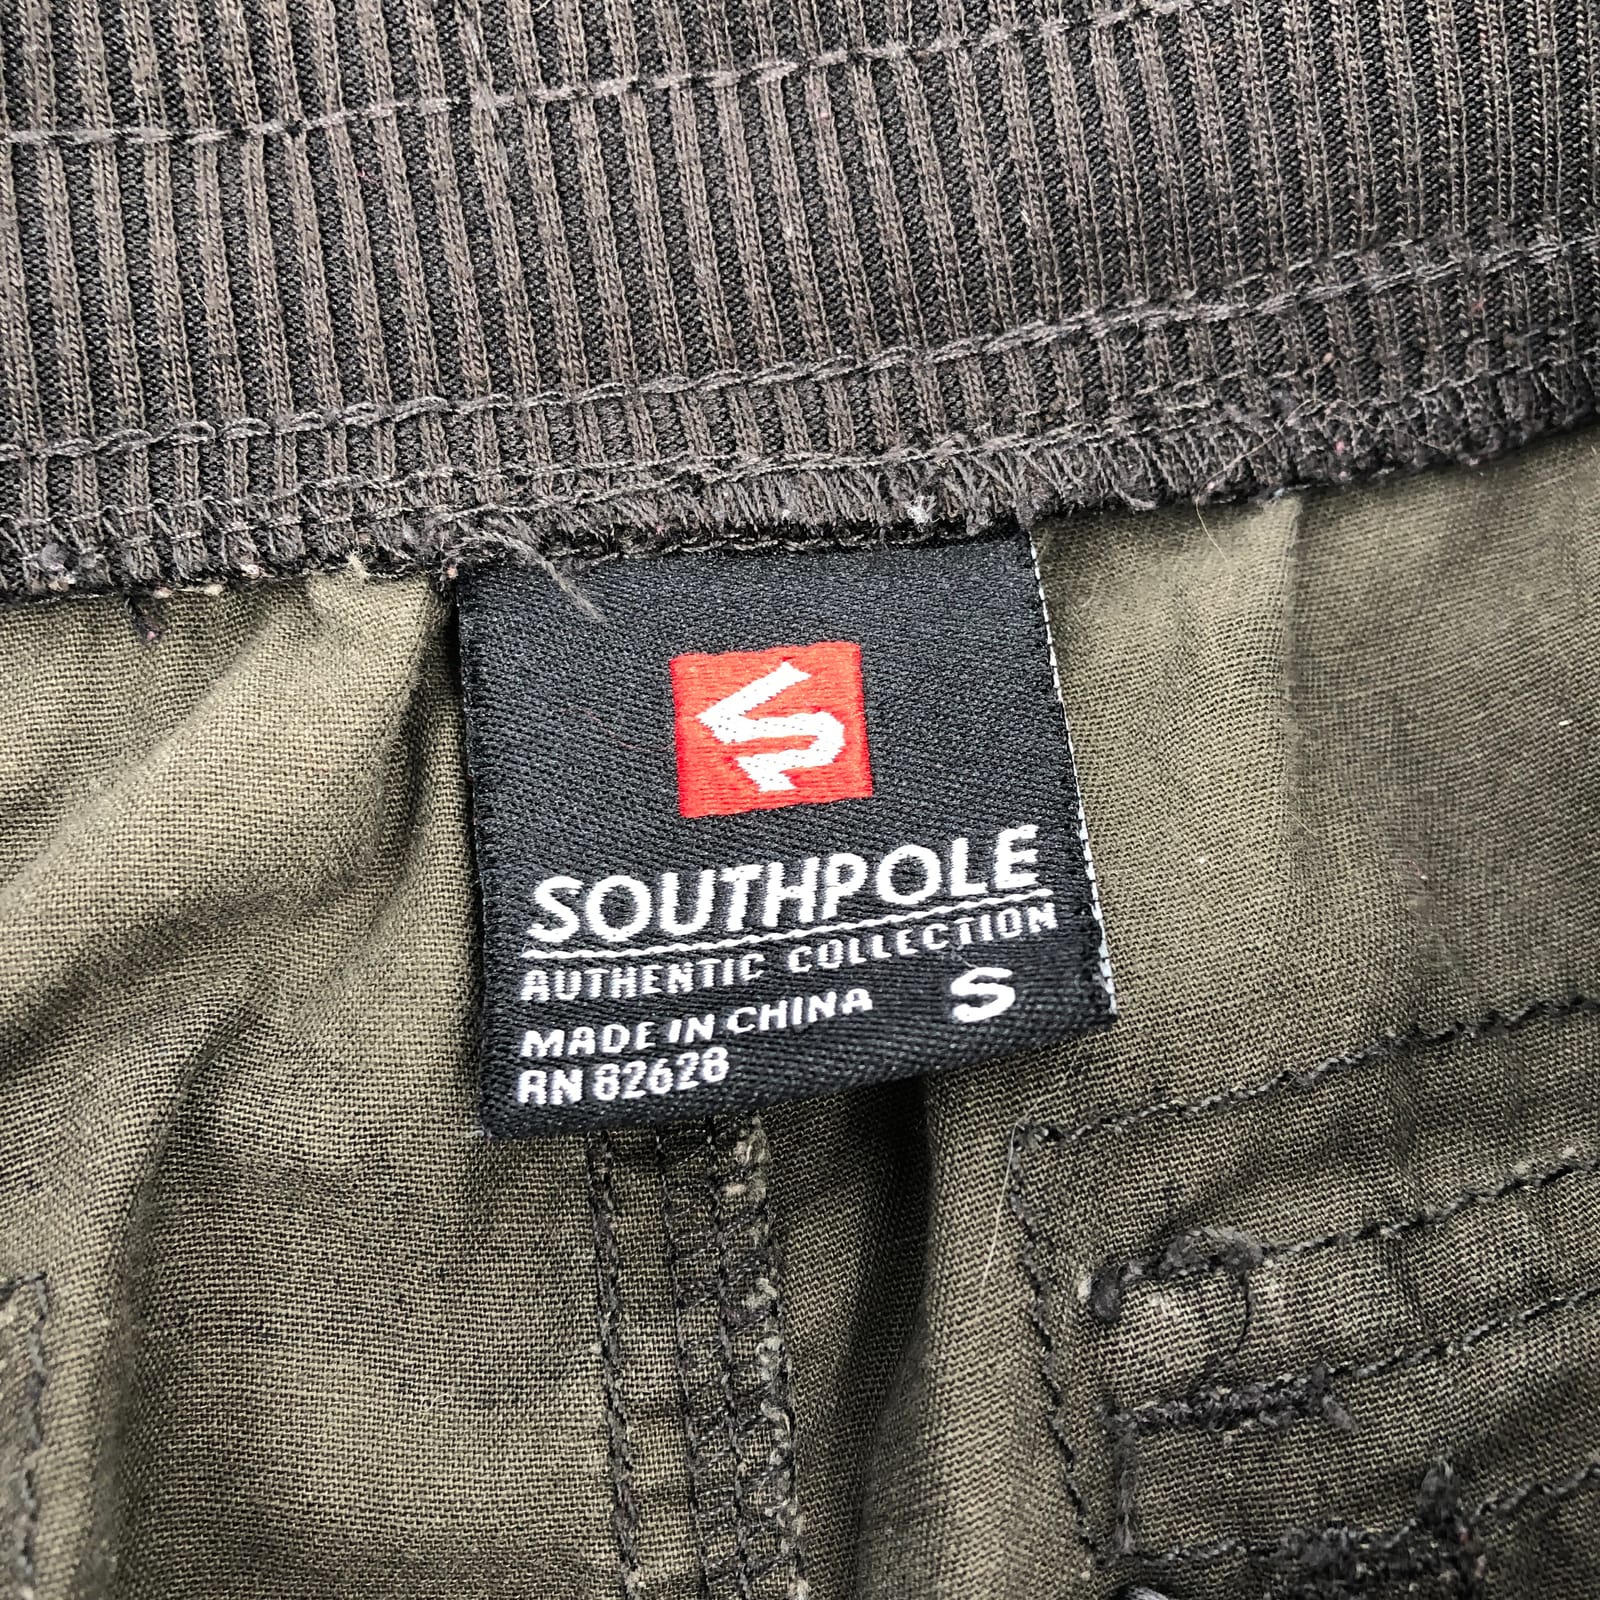 SOUTHPOLE
AUTHENTIC COLLECTION
MADE IN CHINA S
RN 82628